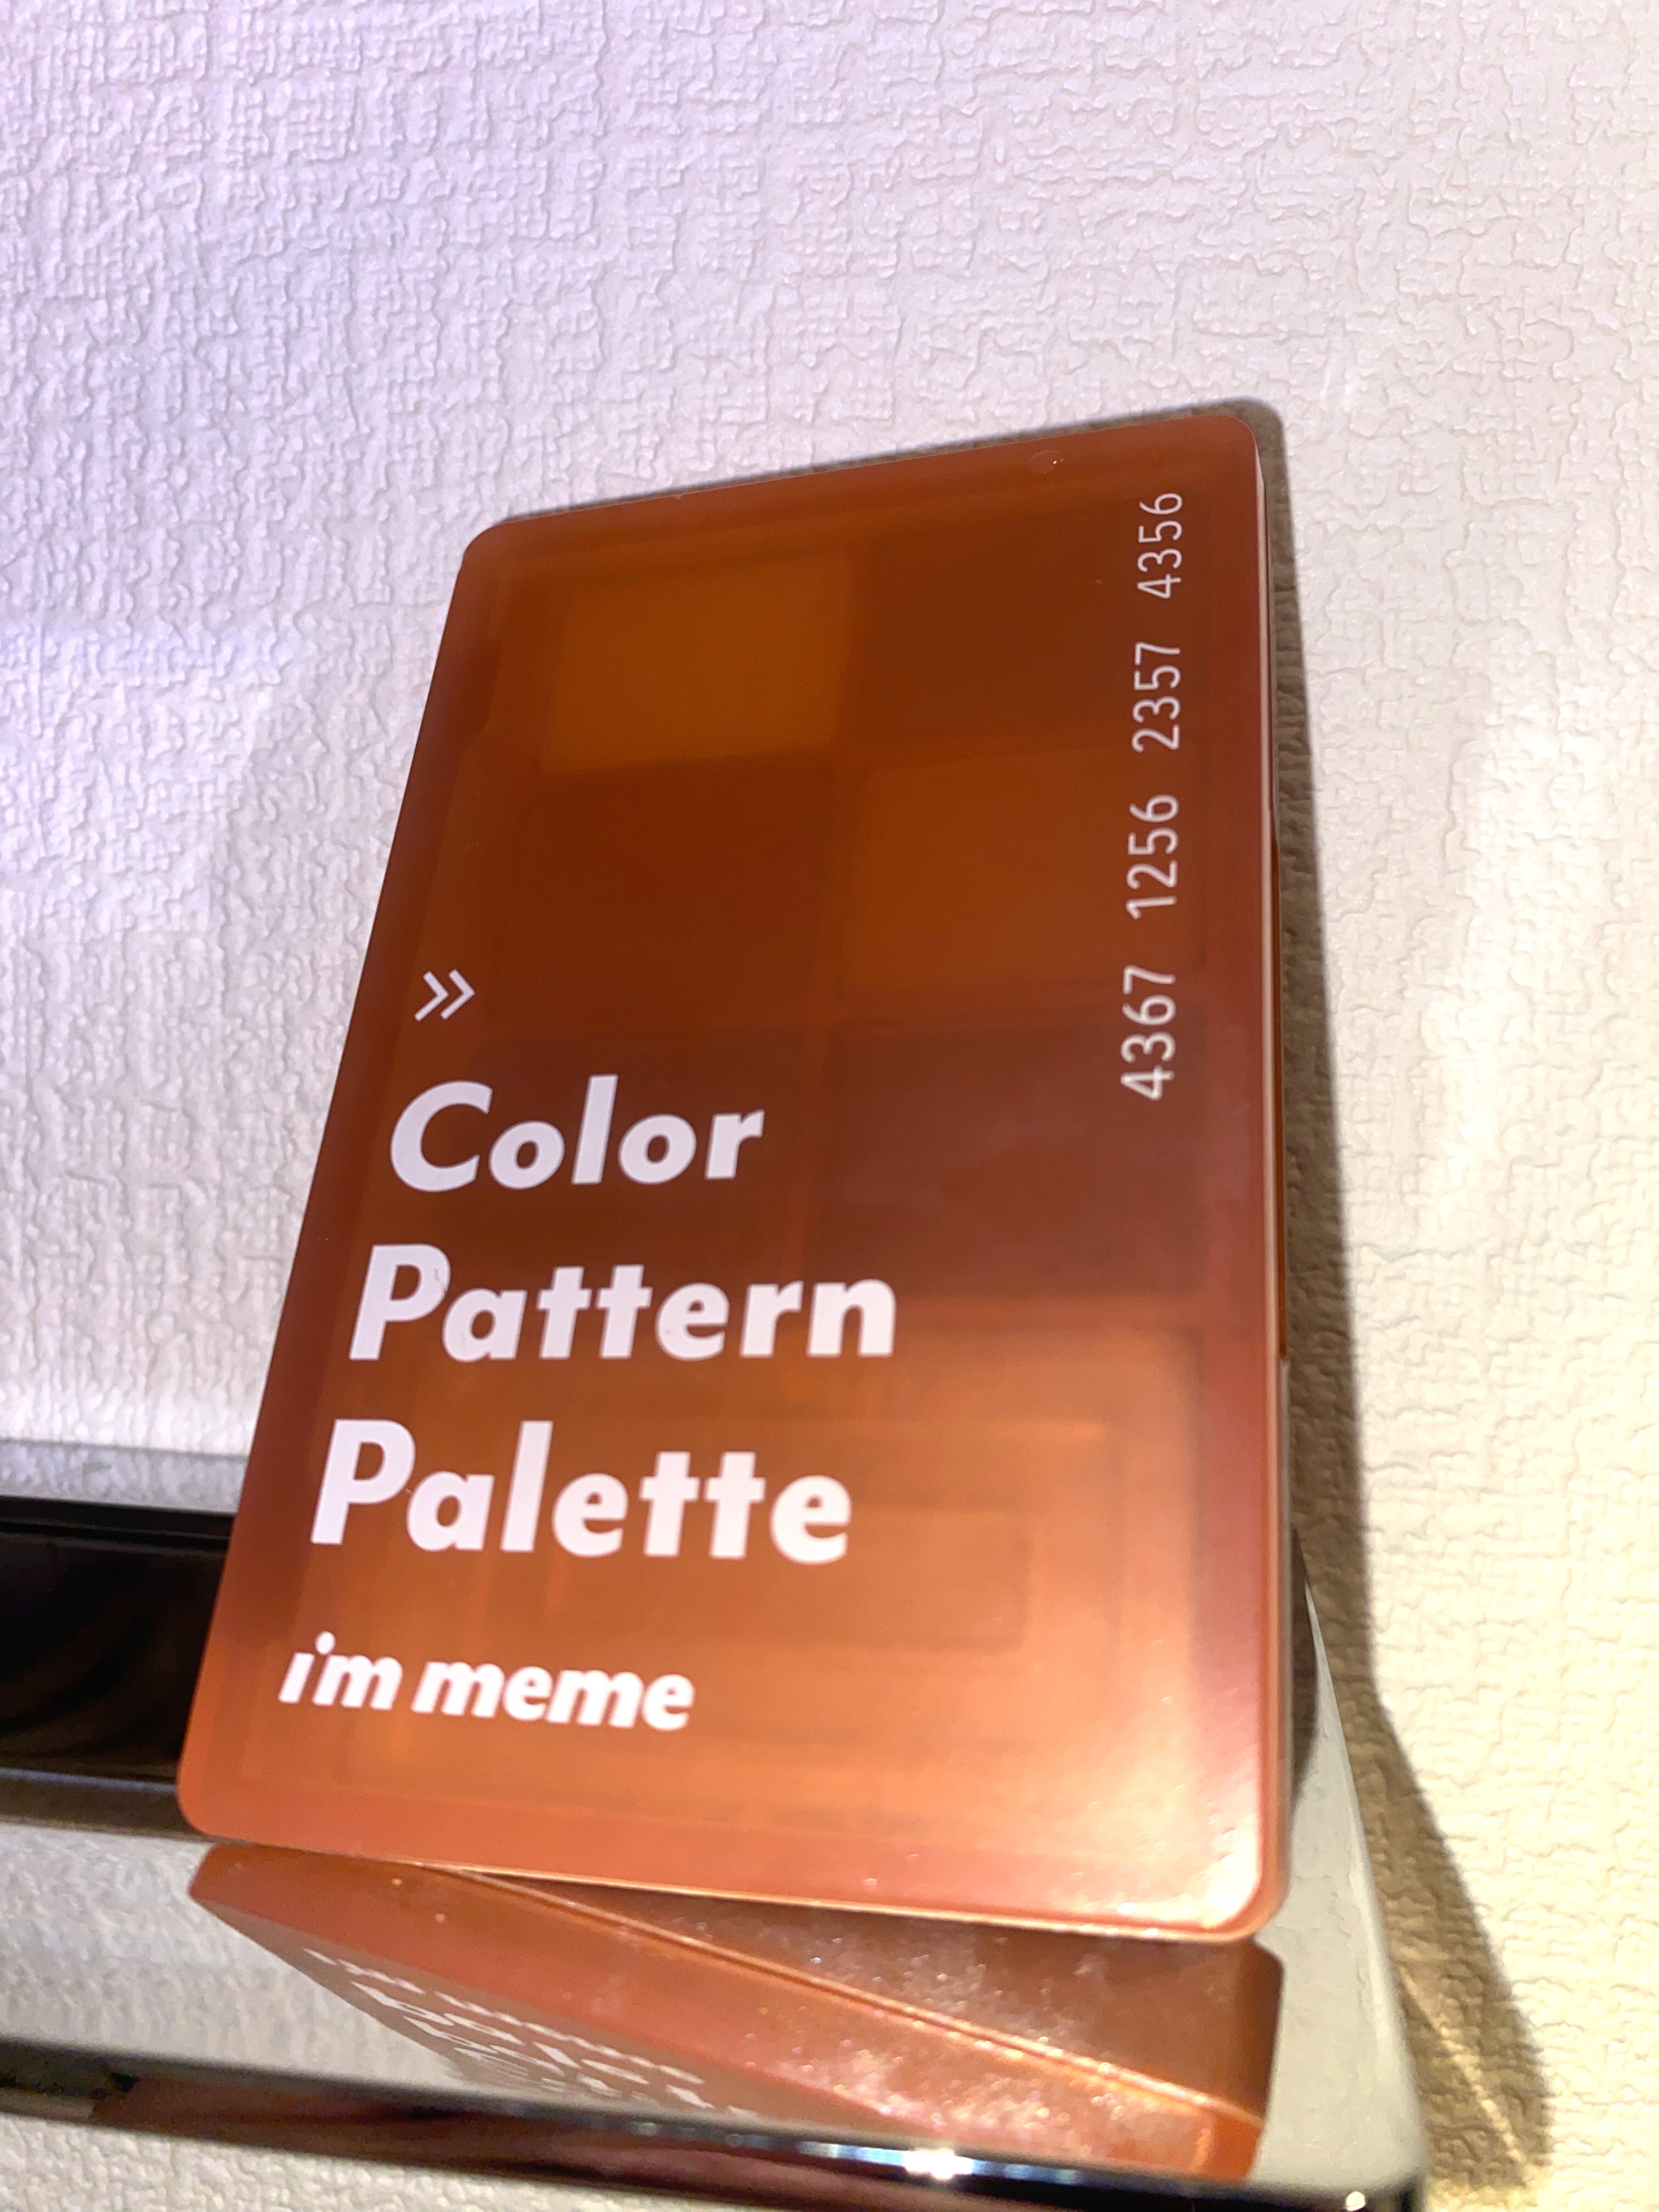 4367 1256 2357 4356
»
Color
Pattern
Palette
i'm meme